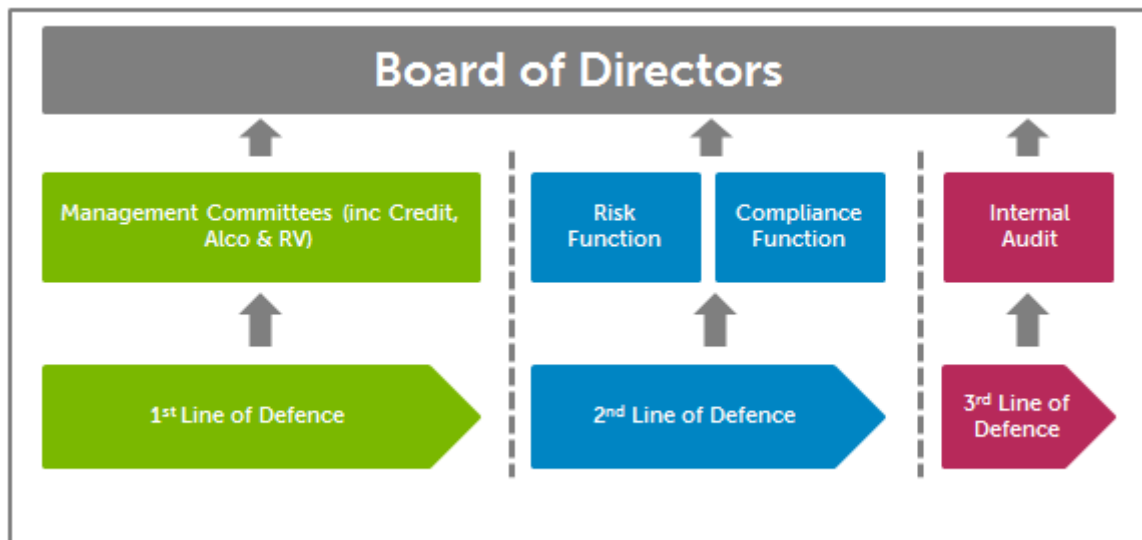 Board of Directors
Management Committees (inc Credit,
Alco & RV)
Risk
Function
Compliance
Function
Internal
Audit
1st Line of Defence
2nd Line of Defence
3rd Line of
Defence